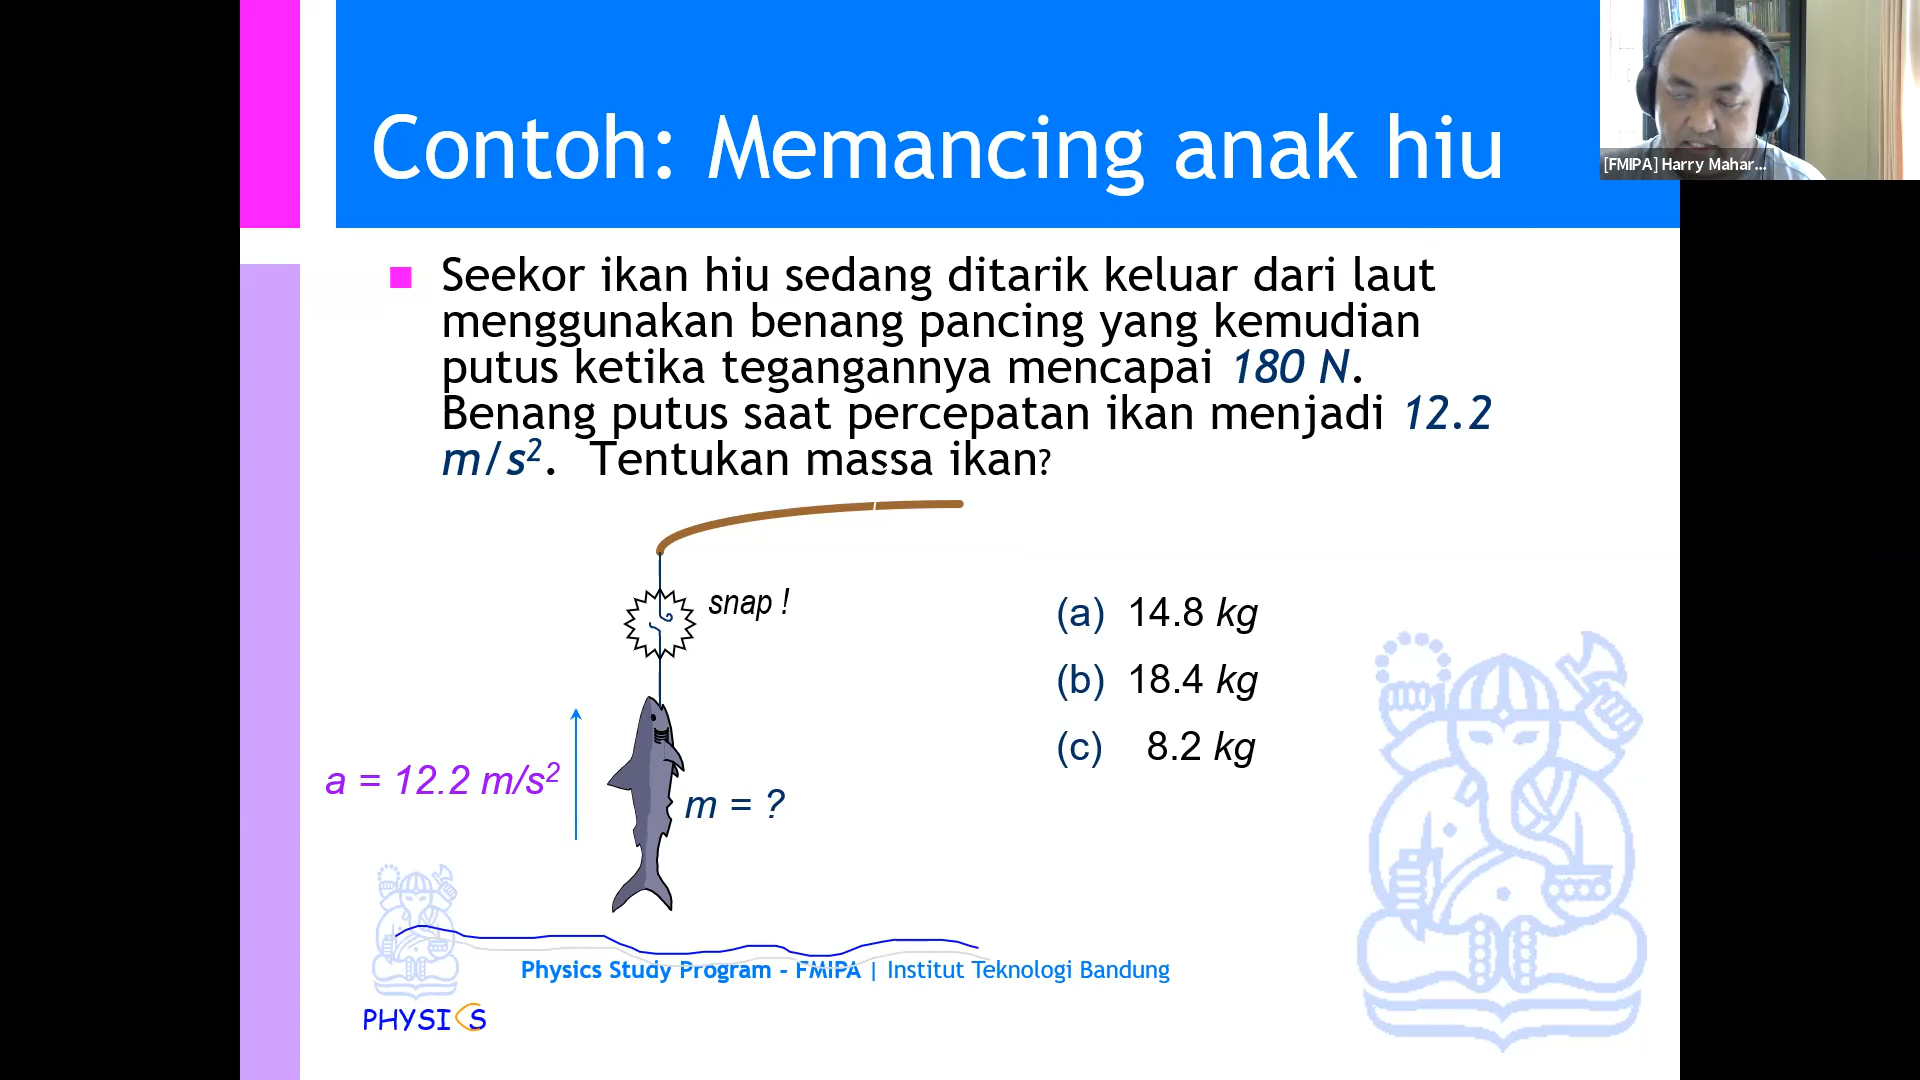 Contoh: Memancing anak hiu
[FMIPA] Harry Mahar...
Seekor ikan hiu sedang ditarik keluar dari laut
menggunakan benang pancing yang kemudian
putus ketika tegangannya mencapai 180 N.
Benang putus saat percepatan ikan menjadi 12.2
m/s². Tentukan massa ikan?
snap !
(a) 14.8 kg
(b) 18.4 kg
(c) 8.2 kg
a = 12.2 m/s²
m = ?
Physics Study Program - FMIPA | Institut Teknologi Bandung
PHYSICS